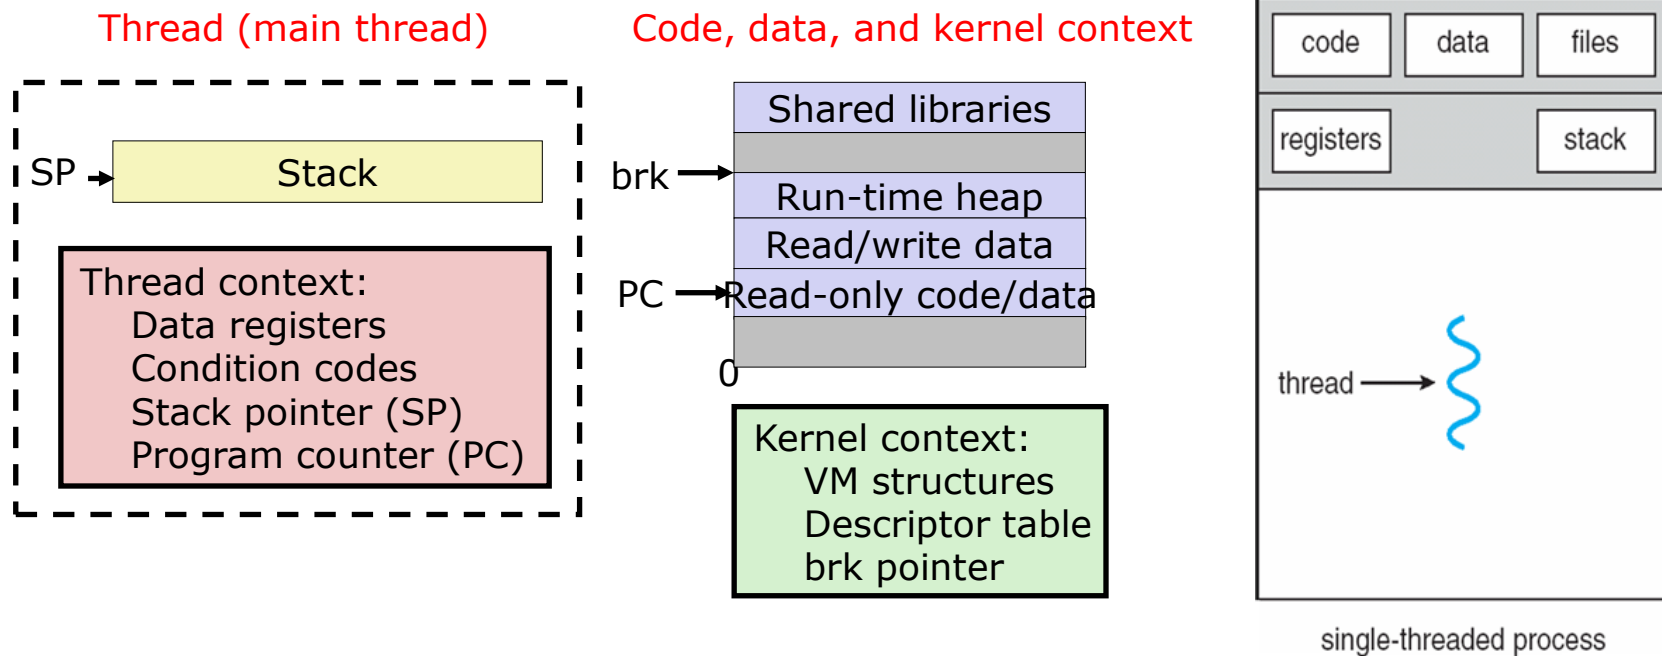 Thread (main thread)
SP
Stack
Thread context:
Data registers
Condition codes
Stack pointer (SP)
Program counter (PC)
Code, data, and kernel context
Shared libraries
brk
Run-time heap
Read/write data
PC
Read-only code/data
0
Kernel context:
VM structures
Descriptor table
brk pointer
code data files
registers stack
thread
single-threaded process